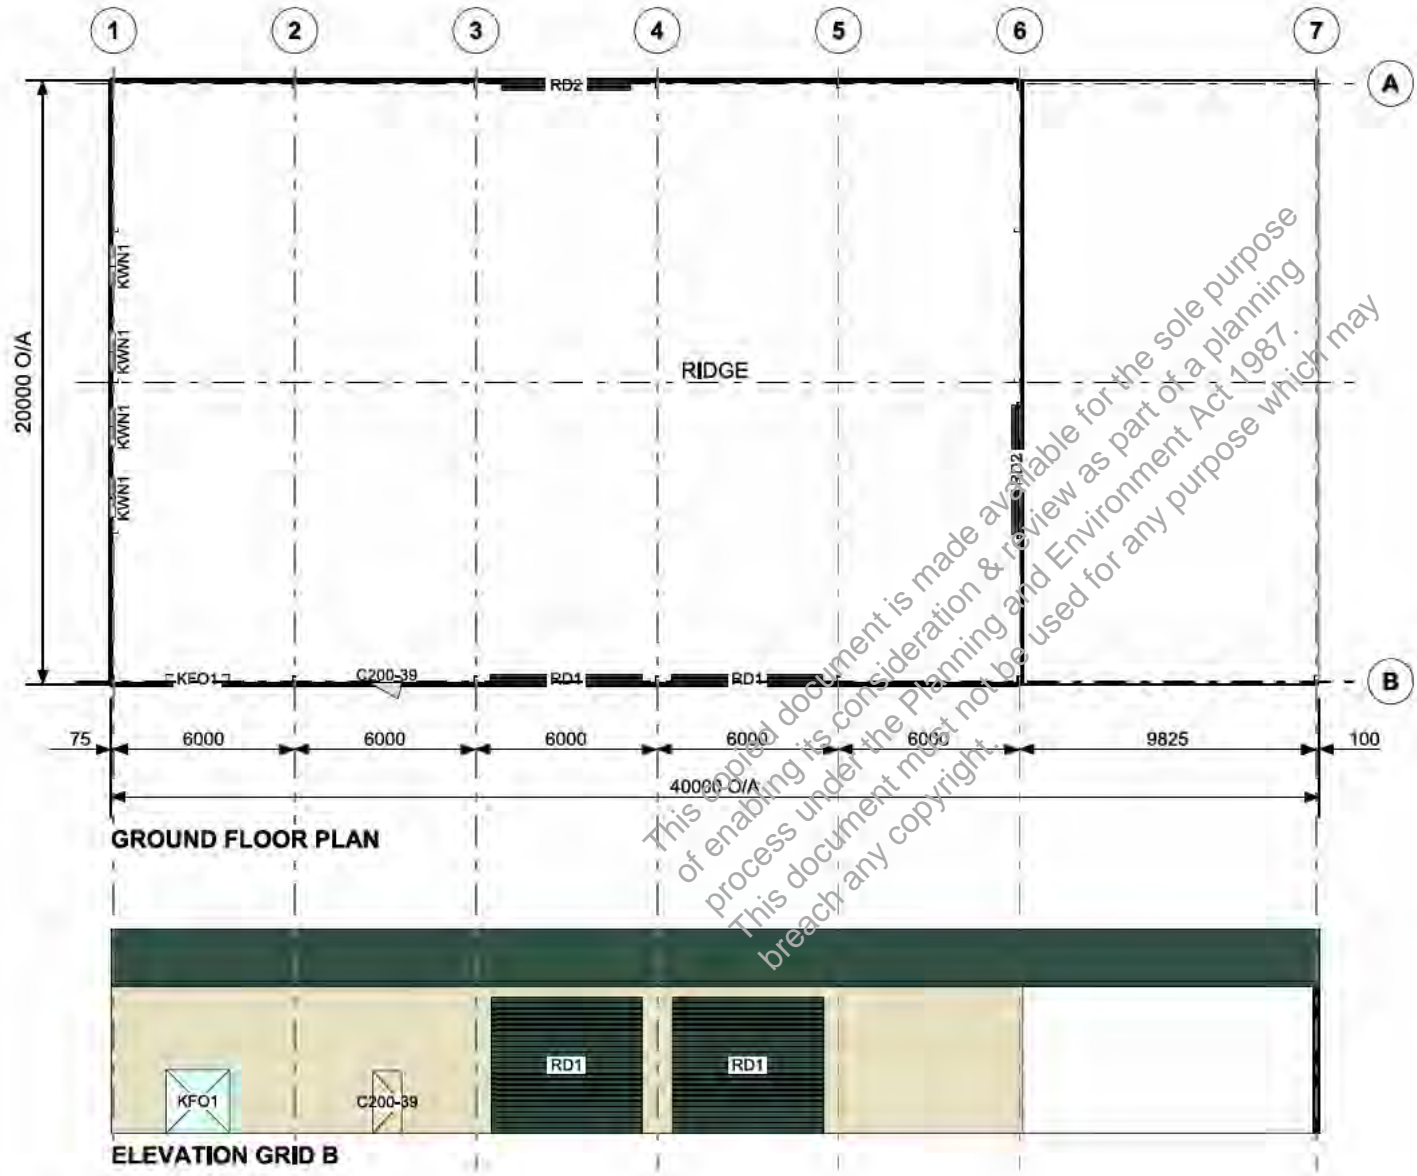 1 2 3 4 5 6 7
RD2
A
KWN1
KWN1
KWN1
KWN1
20000 O/A
RIDGE
RD2
KFO1 C200-39 RD1 RD1
B
75 6000 6000 6000 6000 6000 9825 100
40000 O/A
GROUND FLOOR PLAN
This copied document is made available for the sole purpose
of enabling its consideration & review as part of a planning
process under the Planning and Environment Act 1987.
This document must not be used for any purpose which may
breach any copyright.
RD1 RD1
KFO1 C200-39
ELEVATION GRID B